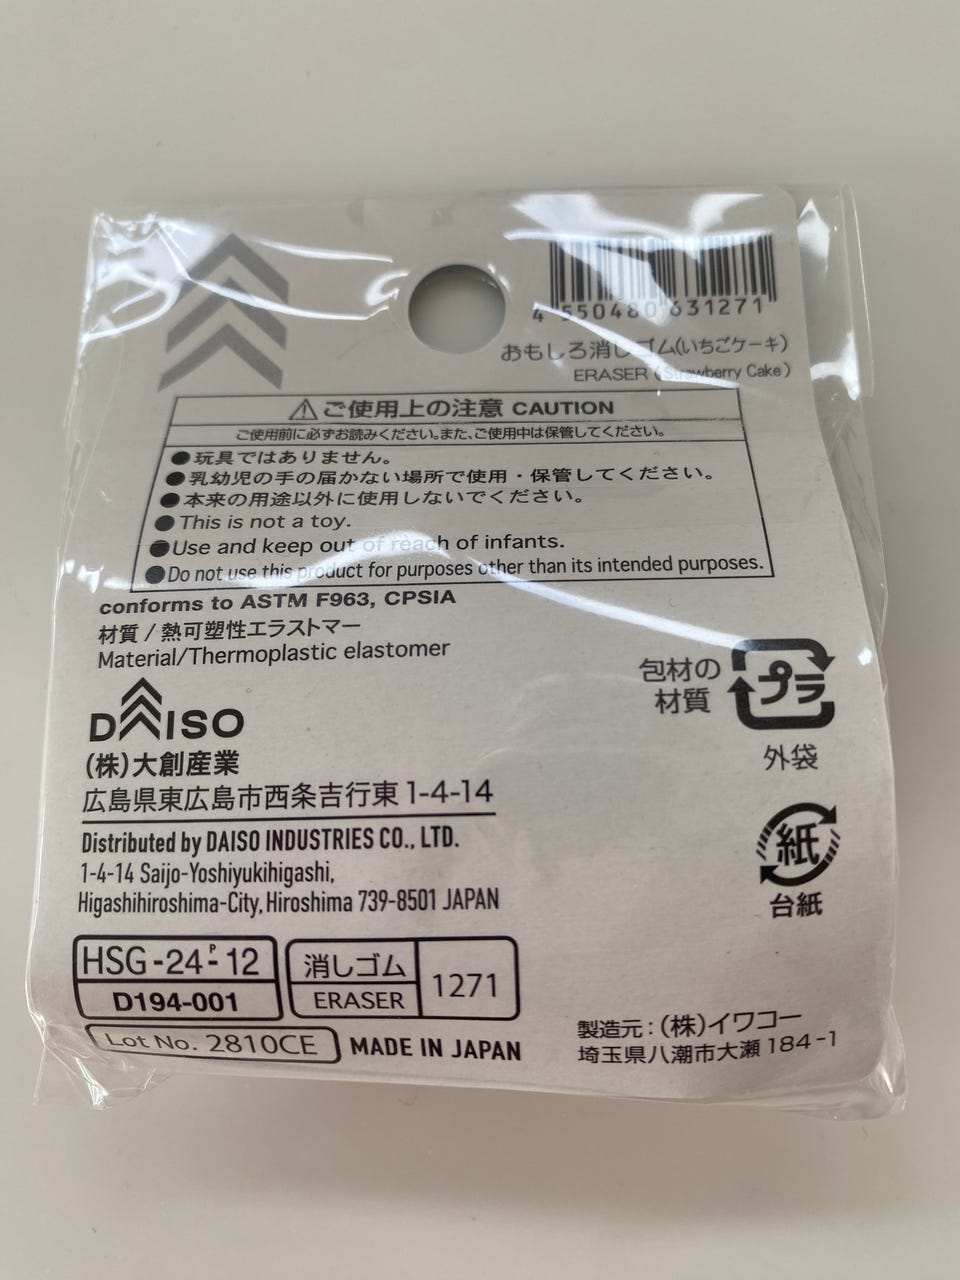 4 550480 631271
おもしろ消しゴム(いちごケーキ)
ERASER (Strawberry Cake)
⚠ご使用上の注意 CAUTION
ご使用前に必ずお読みください。また、ご使用中は保管してください。
●玩具ではありません。
●乳幼児の手の届かない場所で使用・保管してください。
●本来の用途以外に使用しないでください。
●This is not a toy.
●Use and keep out of reach of infants.
●Do not use this product for purposes other than its intended purposes.
conforms to ASTM F963, CPSIA
材質/熱可塑性エラストマー
Material/Thermoplastic elastomer
包材の
材質
プラ
外袋
DAISO
(株)大創産業
広島県東広島市西条吉行東1-4-14
Distributed by DAISO INDUSTRIES CO., LTD.
1-4-14 Saijo-Yoshiyukihigashi,
Higashihiroshima-City, Hiroshima 739-8501 JAPAN
紙
台紙
HSG-24-P-12
D194-001
消しゴム
ERASER
1271
Lot No. 2810CE
MADE IN JAPAN
製造元:(株)イワコー
埼玉県八潮市大瀬184-1